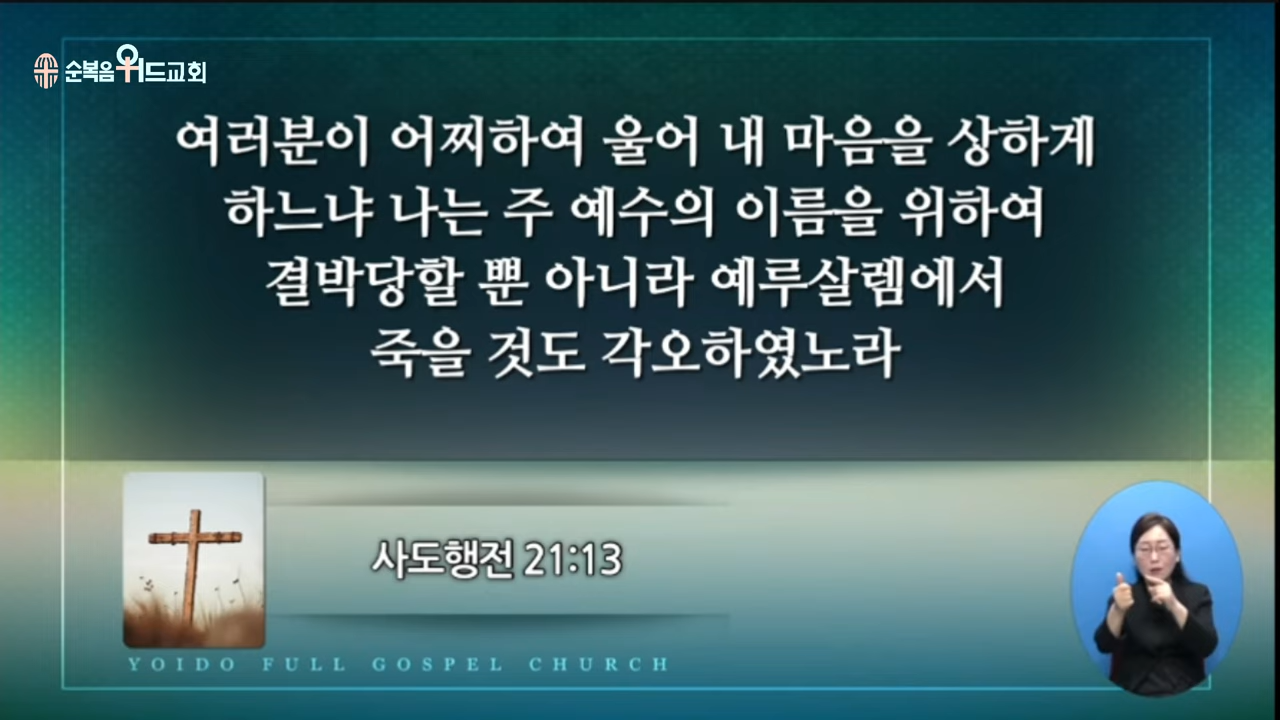 순복음위드교회
여러분이 어찌하여 울어 내 마음을 상하게
하느냐 나는 주 예수의 이름을 위하여
결박당할 뿐 아니라 예루살렘에서
죽을 것도 각오하였노라
사도행전 21:13
YOIDO FULL GOSPEL CHURCH